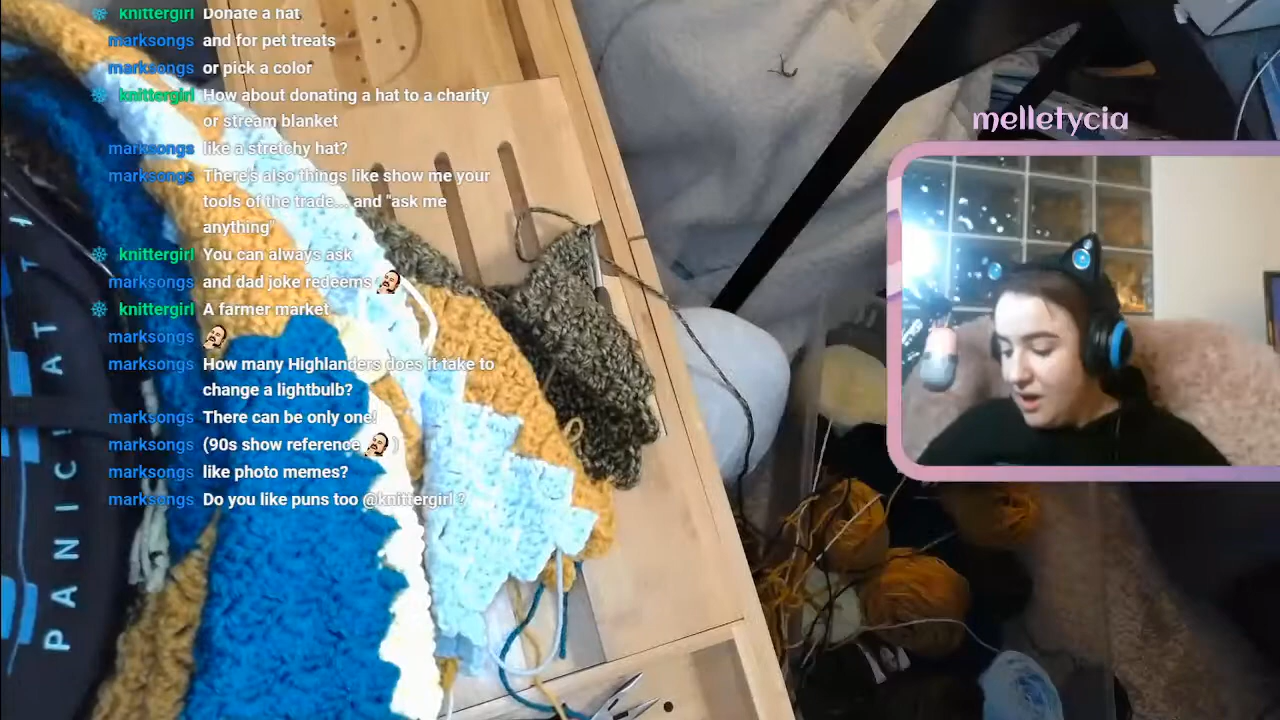 knittergirl Donate a hat
marksongs and for pet treats
marksongs or pick a color
knittergirl How about donating a hat to a charity
or stream blanket
marksongs like a stretchy hat?
marksongs There's also things like show me your
tools of the trade... and "ask me
anything"
knittergirl You can always ask
marksongs and dad joke redeems
knittergirl A farmer market
marksongs
marksongs How many Highlanders does it take to
change a lightbulb?
marksongs There can be only one!
marksongs (90s show reference )
marksongs like photo memes?
marksongs Do you like puns too @knittergirl ?
melletycia
PANIC! AT